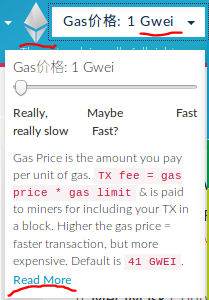 Gas价格: 1 Gwei
Gas价格: 1 Gwei
Really, really slow
Maybe Fast?
Fast
Gas Price is the amount you pay
per unit of gas. TX fee = gas
price * gas limit & is paid
to miners for including your TX in
a block. Higher the gas price =
faster transaction, but more
expensive. Default is 41 GWEI .
Read More